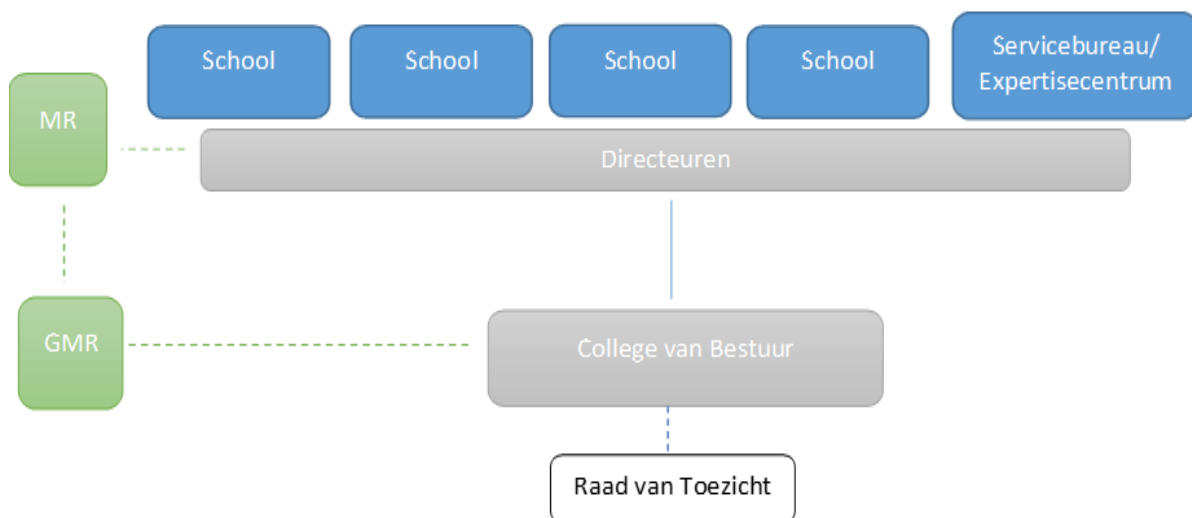 School
School
School
School
Servicebureau/
Expertisecentrum
MR
Directeuren
GMR
College van Bestuur
Raad van Toezicht